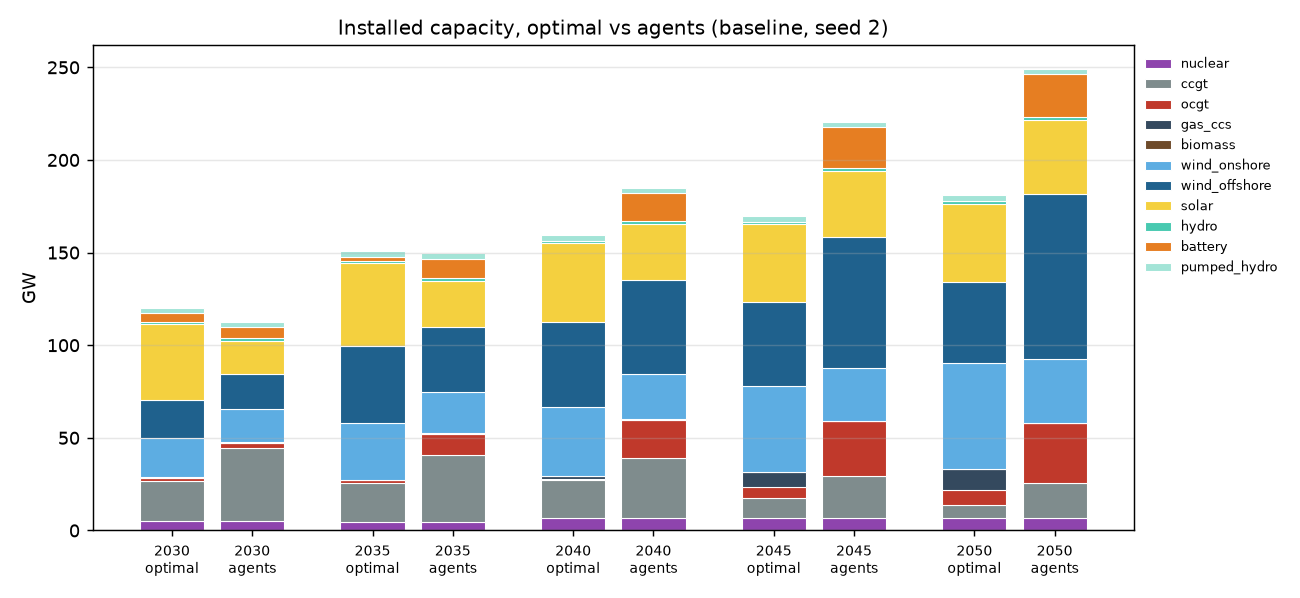 Installed capacity, optimal vs agents (baseline, seed 2)
250
200
150
100
50
0
GW
2030
optimal
2030
agents
2035
optimal
2035
agents
2040
optimal
2040
agents
2045
optimal
2045
agents
2050
optimal
2050
agents
nuclear
ccgt
ocgt
gas_ccs
biomass
wind_onshore
wind_offshore
solar
hydro
battery
pumped_hydro